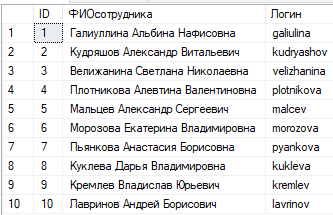 ID ФИОсотрудника Логин
1 1 Галиуллина Альбина Нафисовна galiulina
2 2 Кудряшов Александр Витальевич kudryashov
3 3 Велижанина Светлана Николаевна velizhanina
4 4 Плотникова Алевтина Валентиновна plotnikova
5 5 Мальцев Александр Сергеевич malcev
6 6 Морозова Екатерина Владимировна morozova
7 7 Пьянкова Анастасия Борисовна pyankova
8 8 Куклева Дарья Владимировна kukleva
9 9 Кремлев Владислав Юрьевич kremlev
10 10 Лавринов Андрей Борисович lavrinov